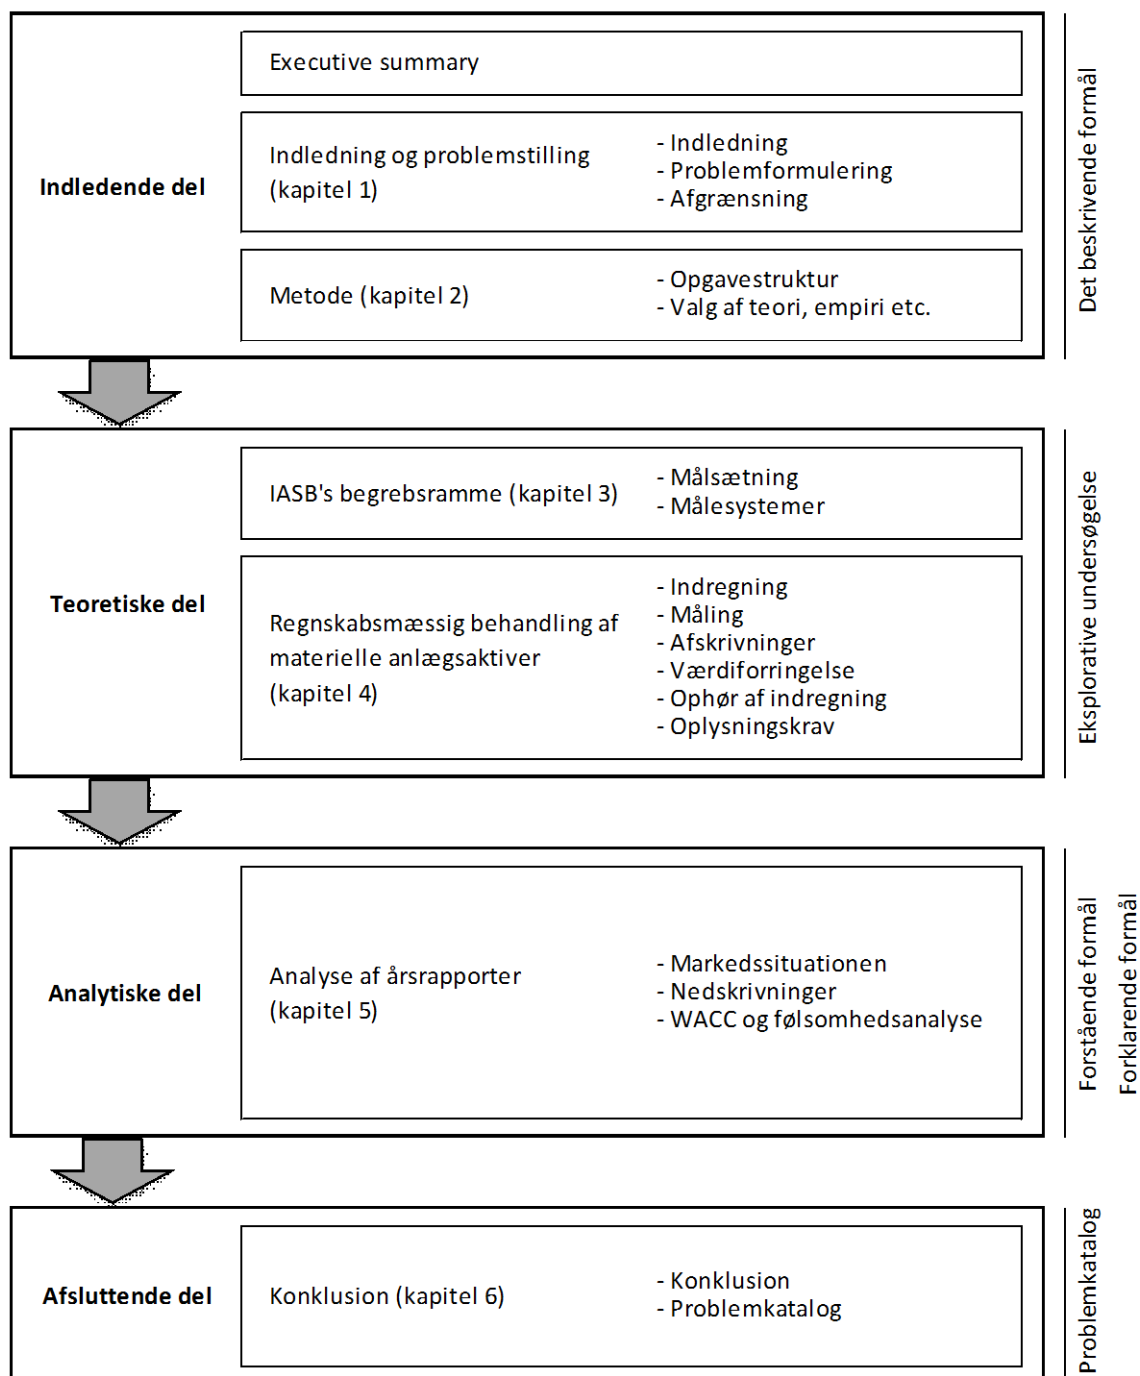 Executive summary
Indledende del
Indledning og problemstilling
(kapitel 1)
- Indledning
- Problemformulering
- Afgrænsning
Metode (kapitel 2)
- Opgavestruktur
- Valg af teori, empiri etc.
Det beskrivende formål
Teoretiske del
IASB's begrebsramme (kapitel 3)
- Målsætning
- Målesystemer
Regnskabsmæssig behandling af
materielle anlægsaktiver
(kapitel 4)
- Indregning
- Måling
- Afskrivninger
- Værdiforringelse
- Ophør af indregning
- Oplysningskrav
Eksplorative undersøgelse
Analytiske del
Analyse af årsrapporter
(kapitel 5)
- Markedssituationen
- Nedskrivninger
- WACC og følsomhedsanalyse
Forstående formål
Forklarende formål
Afsluttende del
Konklusion (kapitel 6)
- Konklusion
- Problemkatalog
Problemkatalog